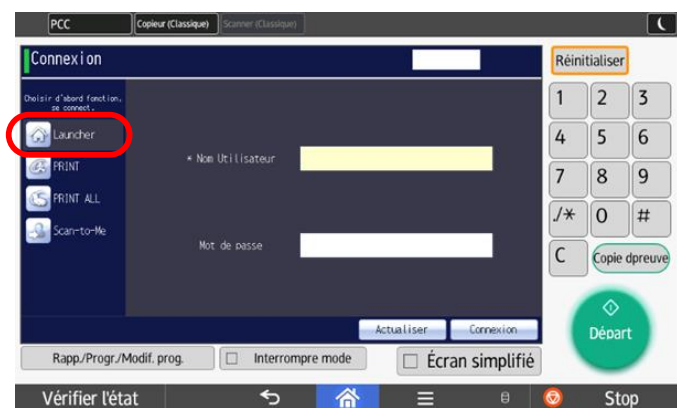 PCC
Copieur (Classique)
Scanner (Classique)
Connexion
Réinitialiser
Choisir d'abord fonction,
se connect.
Launcher
PRINT
PRINT ALL
Scan-to-Me
* Nom Utilisateur
Mot de passe
Actualiser
Connexion
1 2 3
4 5 6
7 8 9
./* 0 #
C
Copie dpreuve
Départ
Rapp./Progr./Modif. prog.
Interrompre mode
Écran simplifié
Vérifier l'état
Stop